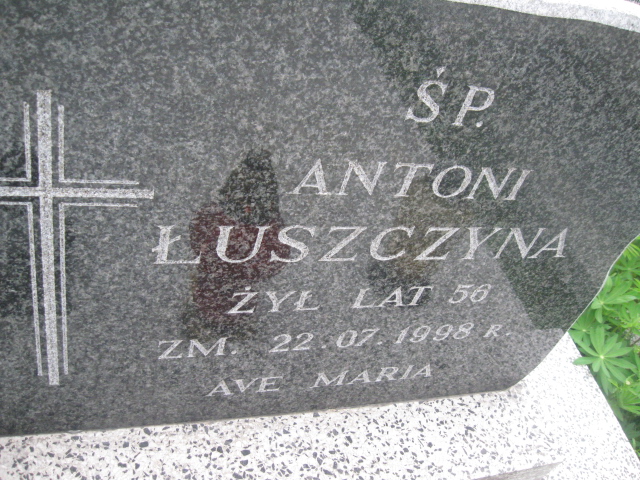 ŚP.
ANTONI
ŁUSZCZYNA
ŻYŁ LAT 56
ZM. 22.07.1998 R.
AVE MARIA